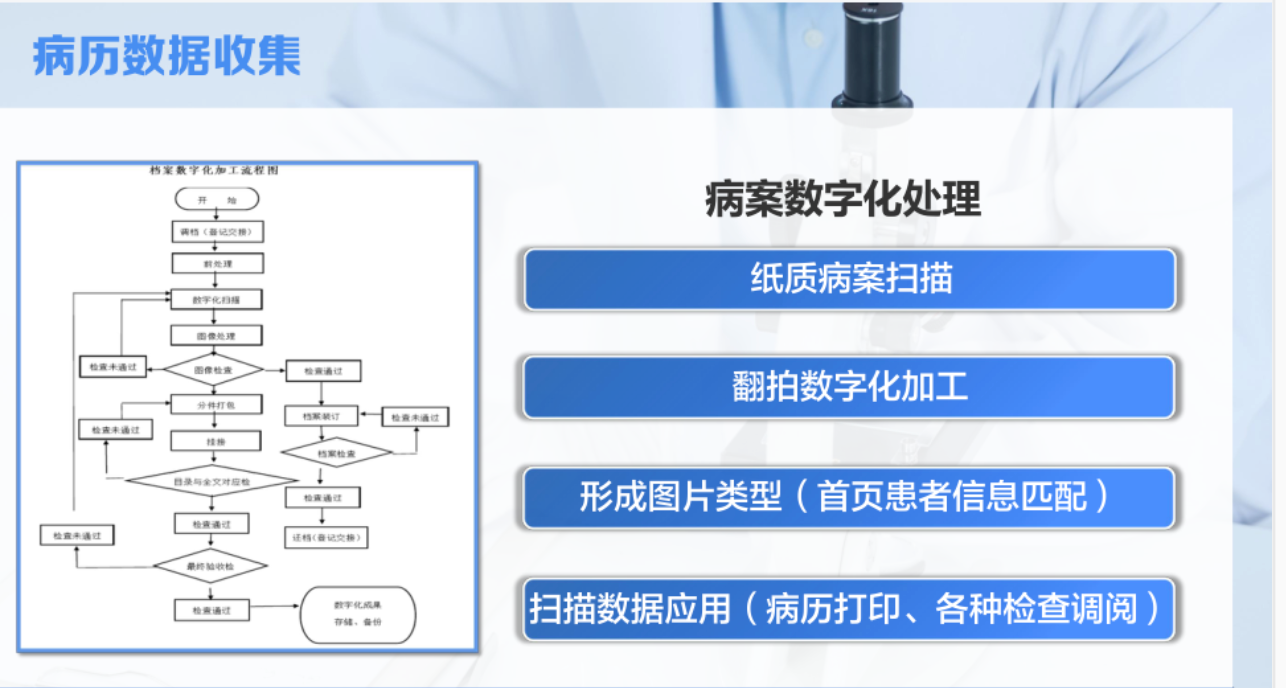 病历数据收集
档案数字化加工流程图
开 始
调档（登记交接）
前处理
数字化扫描
图像处理
检查未通过
图像检查
检查通过
分件打包
档案装订
检查未通过
检查未通过
挂接
档案检查
目录与全文对应检
检查通过
检查通过
检查未通过
还档（登记交接）
最终验收检
检查通过
数字化成果
存储、备份
病案数字化处理
纸质病案扫描
翻拍数字化加工
形成图片类型（首页患者信息匹配）
扫描数据应用（病历打印、各种检查调阅）